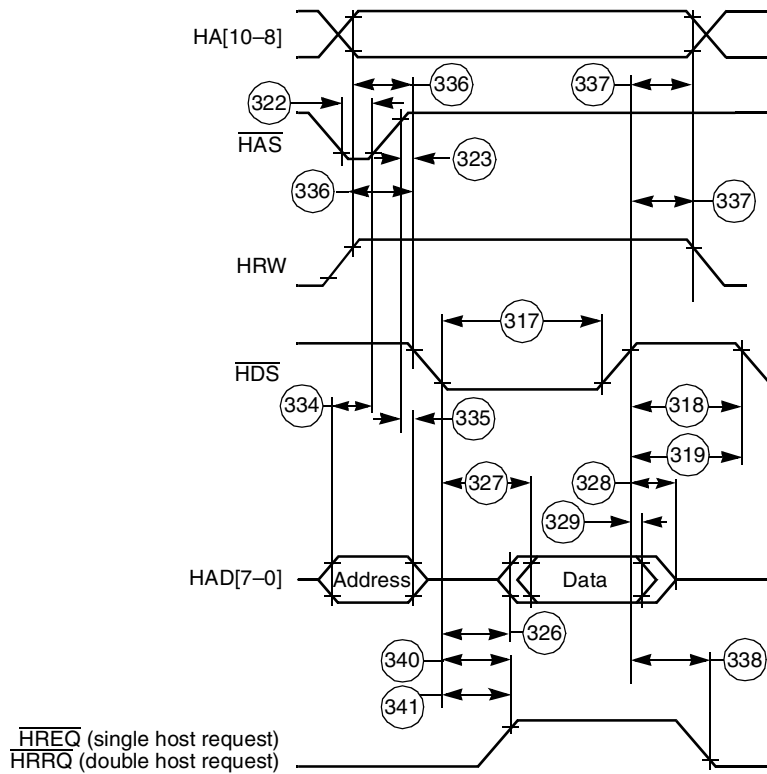 HA[10–8]
336
337
322
HAS
323
336
337
HRW
317
HDS
334
335
318
319
327
328
329
HAD[7–0]
Address
Data
326
340
338
341
HREQ (single host request)
HRRQ (double host request)